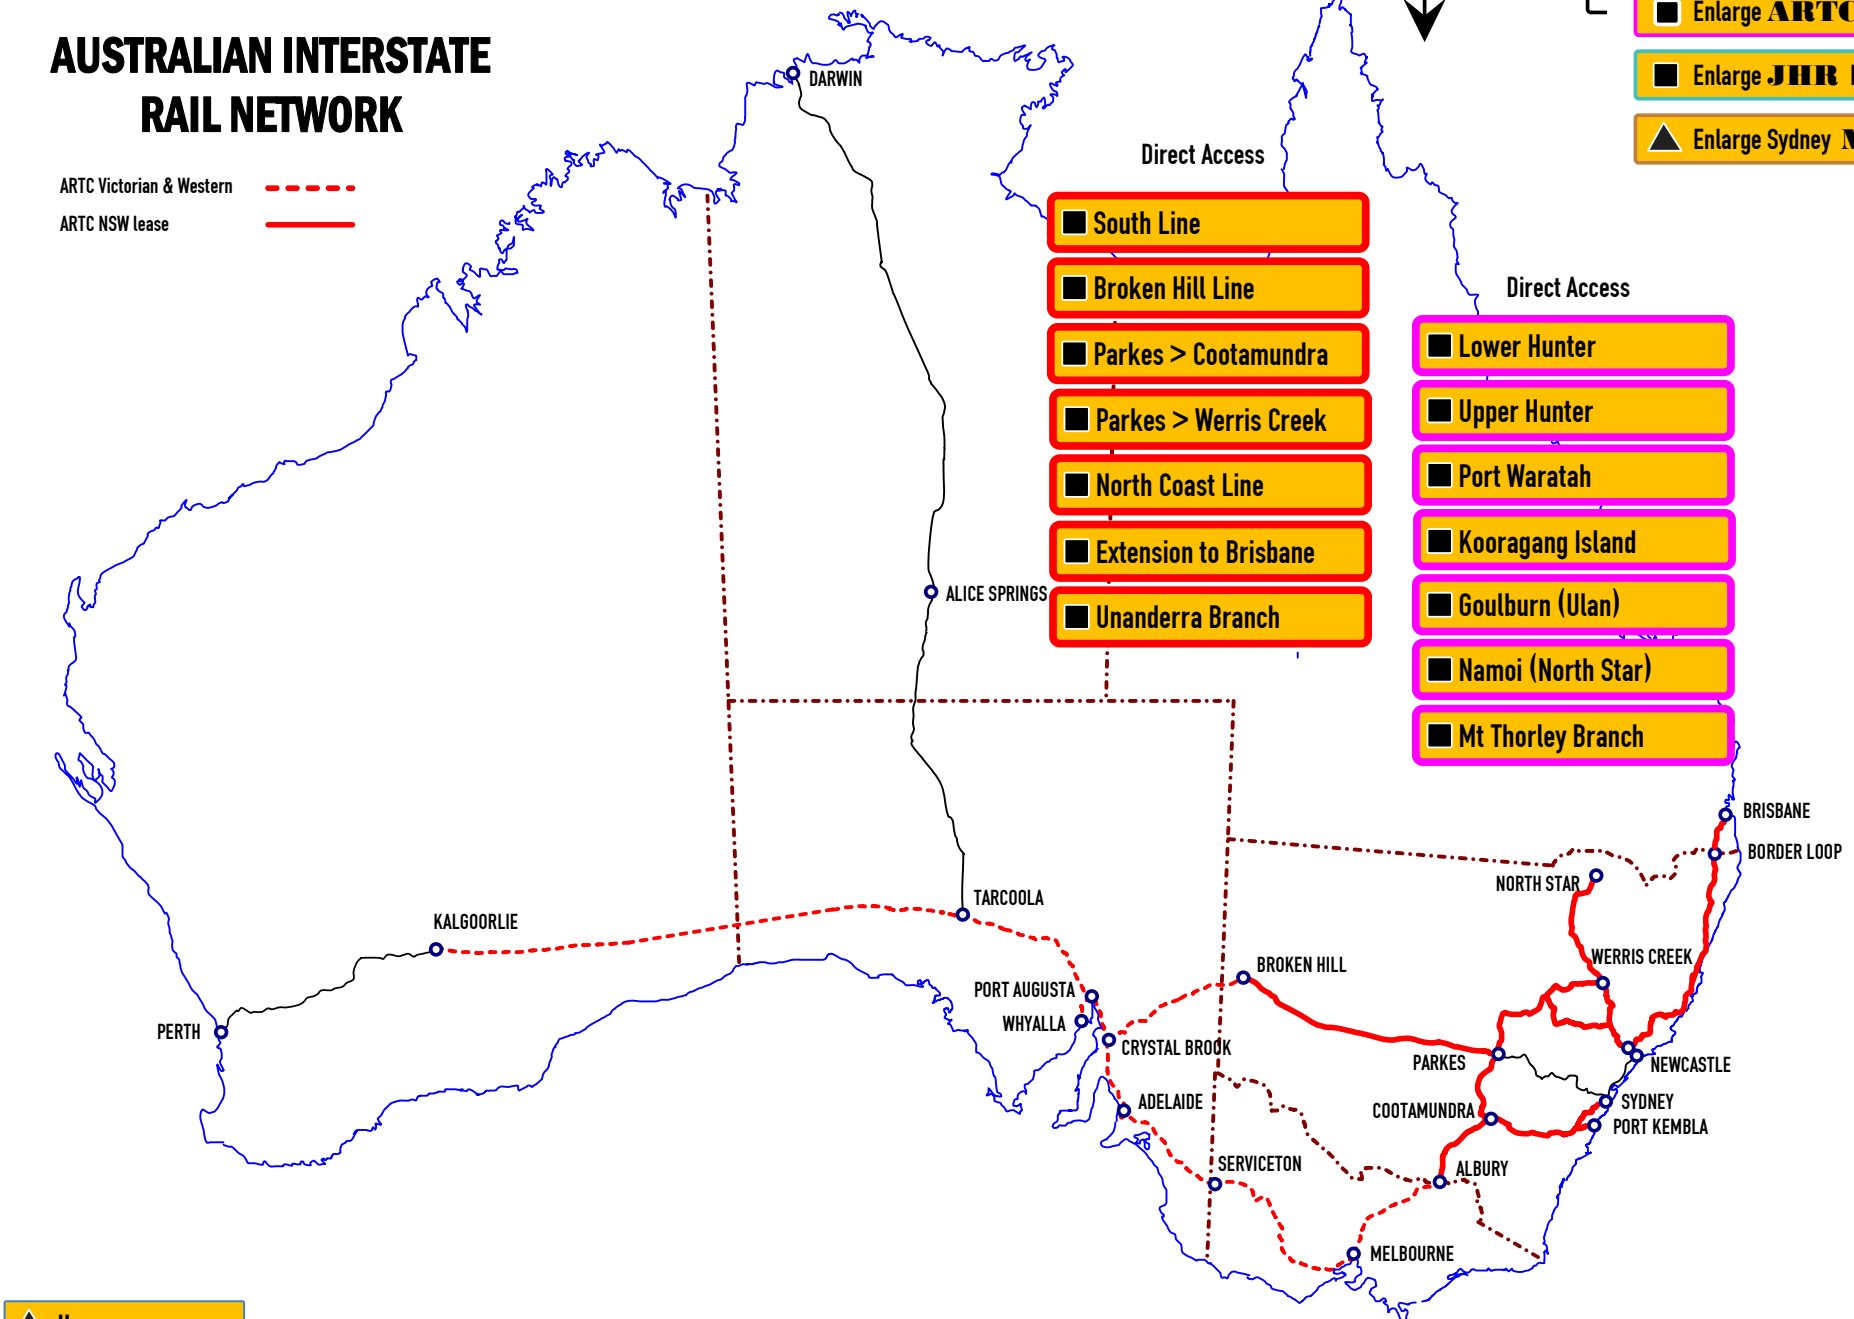 AUSTRALIAN INTERSTATE
RAIL NETWORK
ARTC Victorian & Western
ARTC NSW lease
Enlarge ARTC
Enlarge JHR
Enlarge Sydney
Direct Access
South Line
Broken Hill Line
Parkes > Cootamundra
Parkes > Werris Creek
North Coast Line
Extension to Brisbane
Unanderra Branch
Direct Access
Lower Hunter
Upper Hunter
Port Waratah
Kooragang Island
Goulburn (Ulan)
Namoi (North Star)
Mt Thorley Branch
DARWIN
ALICE SPRINGS
BRISBANE
BORDER LOOP
NORTH STAR
TARCOOLA
KALGOORLIE
WERRIS CREEK
BROKEN HILL
PORT AUGUSTA
WHYALLA
PERTH
CRYSTAL BROOK
PARKES
NEWCASTLE
ADELAIDE
COOTAMUNDRA
SYDNEY
PORT KEMBLA
SERVICETON
ALBURY
MELBOURNE